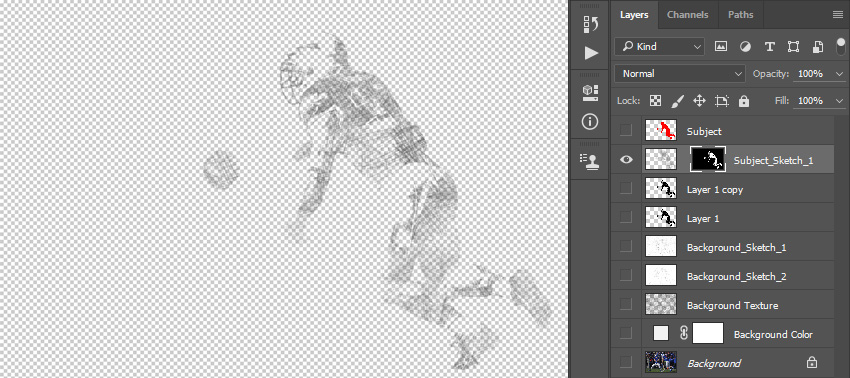 Layers Channels Paths
Kind
Normal Opacity: 100%
Lock: Fill: 100%
Subject
Subject_Sketch_1
Layer 1 copy
Layer 1
Background_Sketch_1
Background_Sketch_2
Background Texture
Background Color
Background